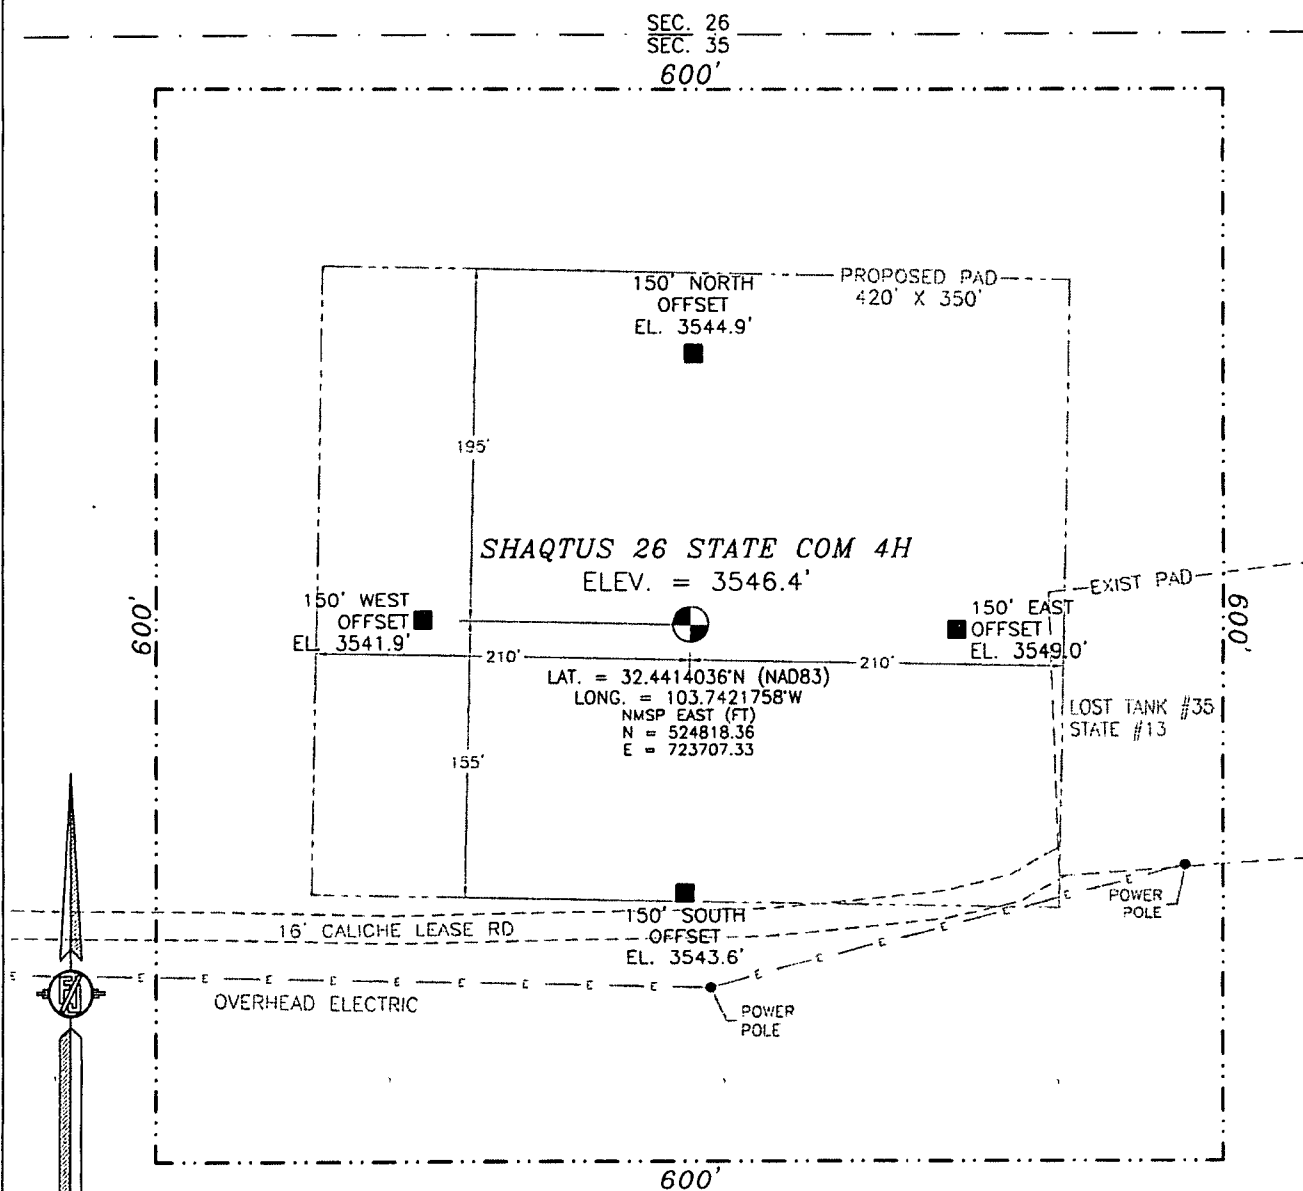 SEC. 26
SEC. 35
600'
PROPOSED PAD
420' X 350'
150' NORTH
OFFSET
EL. 3544.9'
195'
SHAQTUS 26 STATE COM 4H
ELEV. = 3546.4'
EXIST PAD
150' WEST
OFFSET
EL. 3541.9'
150' EAST
OFFSET
EL. 3549.0'
600'
600'
210'
210'
LAT. = 32.4414036°N (NAD83)
LONG. = 103.7421758°W
NMSP EAST (FT)
N = 524818.36
E = 723707.33
LOST TANK #35
STATE #13
155'
POWER
POLE
150' SOUTH
OFFSET
EL. 3543.6'
16' CALICHE LEASE RD
E E E E E E E E E E E E E E E
OVERHEAD ELECTRIC
POWER
POLE
600'